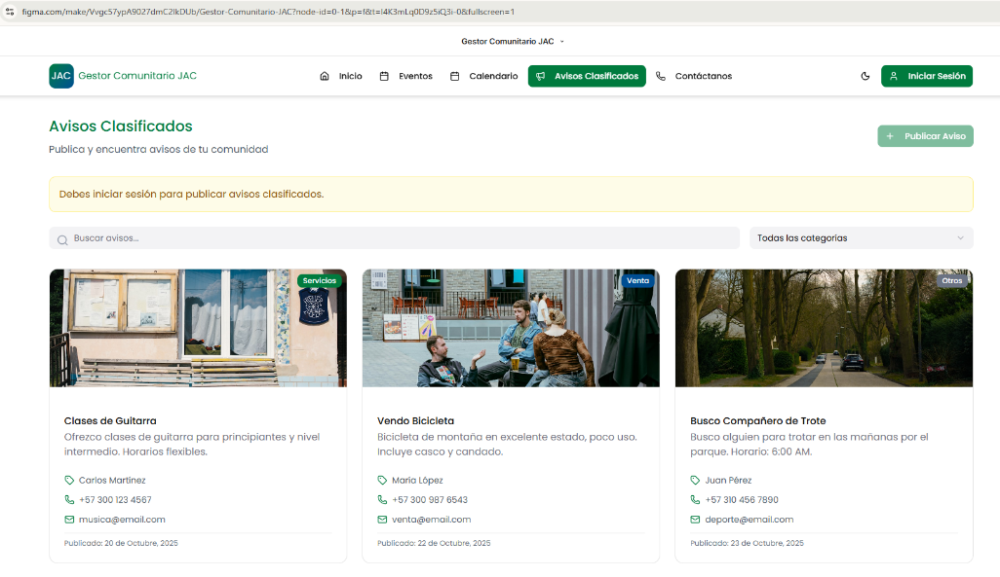 figma.com/make/Vvgc57ypA9027dmC2lkDUb/Gestor-Comunitario-JAC?node-id=0-1&p=f&t=I4K3mLq0D9z5iQ3i-0&fullscreen=1
Gestor Comunitario JAC
JAC Gestor Comunitario JAC
Inicio
Eventos
Calendario
Avisos Clasificados
Contáctanos
Iniciar Sesión
Avisos Clasificados
Publica y encuentra avisos de tu comunidad
+ Publicar Aviso
Debes iniciar sesión para publicar avisos clasificados.
Buscar avisos...
Todas las categorías
Servicios
Clases de Guitarra
Ofrezco clases de guitarra para principiantes y nivel
intermedio. Horarios flexibles.
Carlos Martínez
+57 300 123 4567
musica@email.com
Publicado: 20 de Octubre, 2025
Venta
Vendo Bicicleta
Bicicleta de montaña en excelente estado, poco uso.
Incluye casco y candado.
María López
+57 300 987 6543
venta@email.com
Publicado: 22 de Octubre, 2025
Otros
Busco Compañero de Trote
Busco alguien para trotar en las mañanas por el
parque. Horario: 6:00 AM.
Juan Pérez
+57 310 456 7890
deporte@email.com
Publicado: 23 de Octubre, 2025